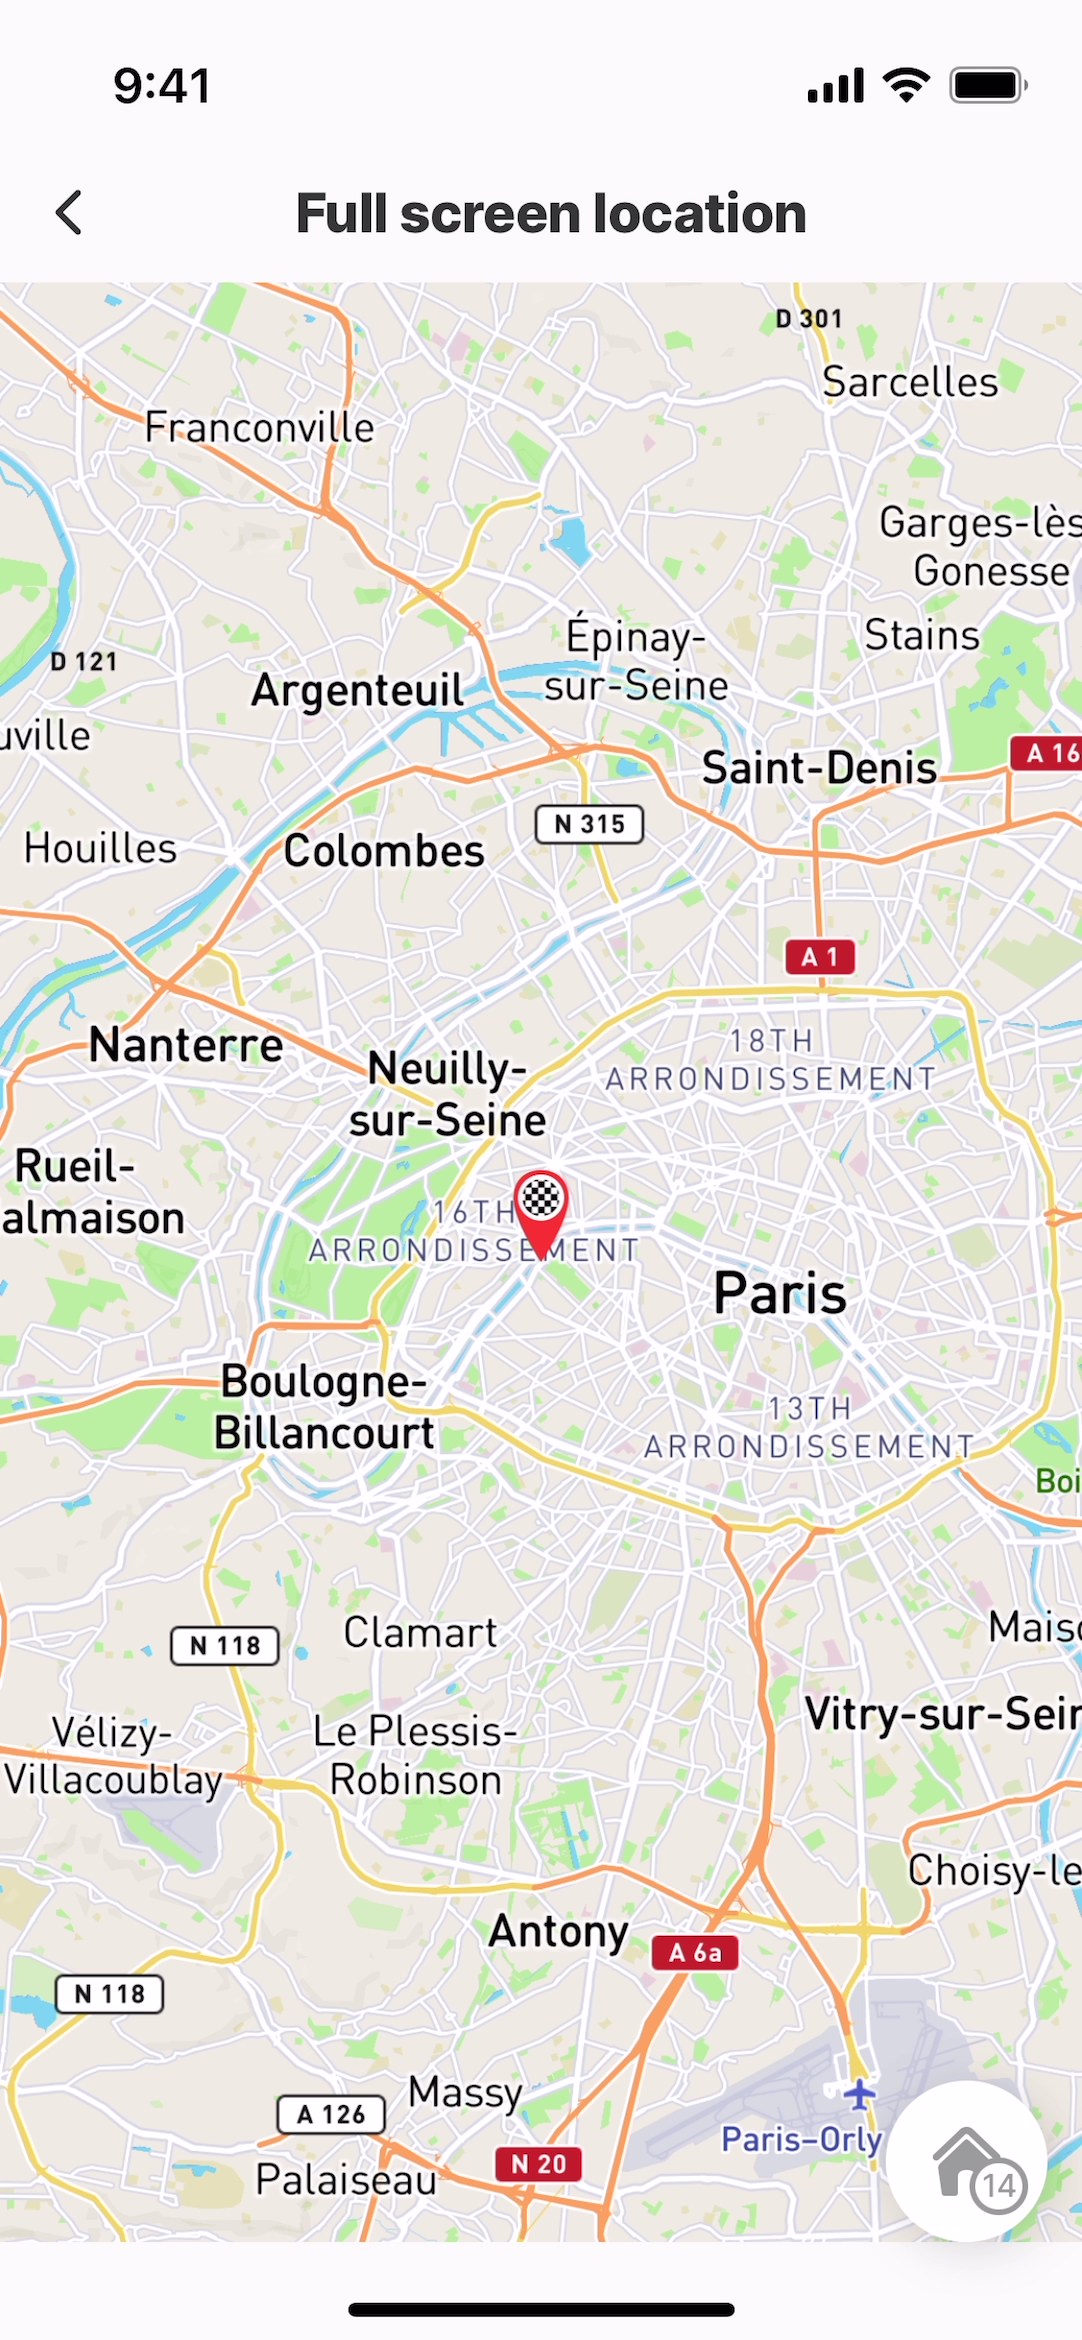 9:41
Full screen location
D 301
Sarcelles
Franconville
Garges-lès
Gonesse
Épinay-
sur-Seine
Stains
D 121
Argenteuil
uville
Saint-Denis
A 16
N 315
Houilles
Colombes
A 1
Nanterre
18TH
ARRONDISSEMENT
Neuilly-
sur-Seine
Rueil-
almaison
16TH
ARRONDISSEMENT
Paris
Boulogne-
Billancourt
13TH
ARRONDISSEMENT
Boi
N 118
Clamart
Maiso
Vitry-sur-Sein
Vélizy-
Villacoublay
Le Plessis-
Robinson
Choisy-le
Antony
A 6a
N 118
Massy
A 126
Paris-Orly
N 20
Palaiseau
14